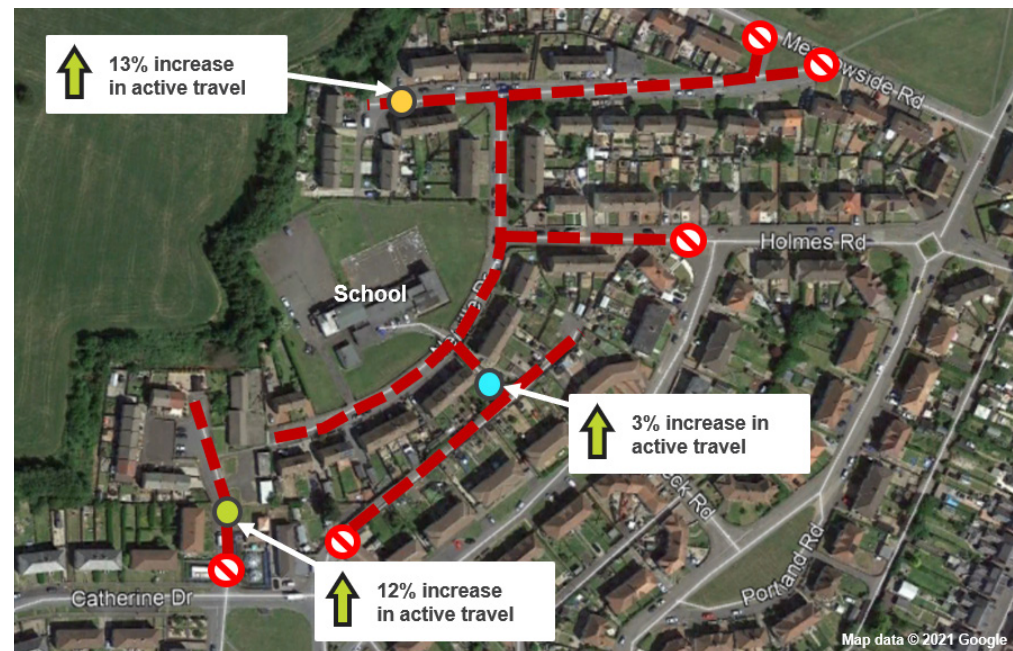 13% increase
in active travel
Holmes Rd
School
3% increase in
active travel
12% increase
in active travel
Catherine Dr
Portland Rd
Map data © 2021 Google